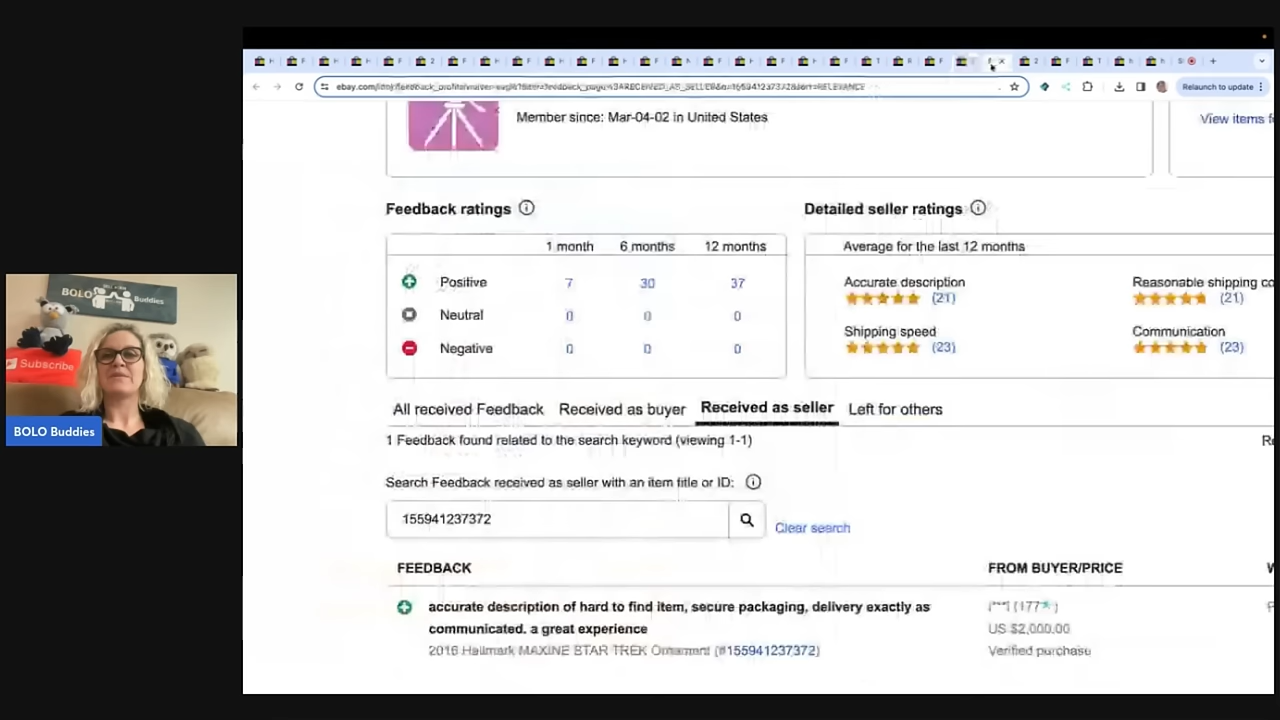 Relaunch to update
Member since: Mar-04-02 in United States
View items
Feedback ratings
Detailed seller ratings
1 month 6 months 12 months
Average for the last 12 months
Positive 7 30 37
Accurate description
(21)
Reasonable shipping
(21)
Neutral 0 0 0
Shipping speed
(23)
Communication
(23)
Negative 0 0 0
All received Feedback Received as buyer Received as seller Left for others
1 Feedback found related to the search keyword (viewing 1-1)
Search Feedback received as seller with an item title or ID:
155941237372
Clear search
FEEDBACK
FROM BUYER/PRICE
accurate description of hard to find item, secure packaging, delivery exactly as
communicated. a great experience
2016 Hallmark MAXINE STAR TREK Ornament (#155941237372)
US $2,000.00
Verified purchase
BOLO Buddies
Subscribe
BOLO Buddies